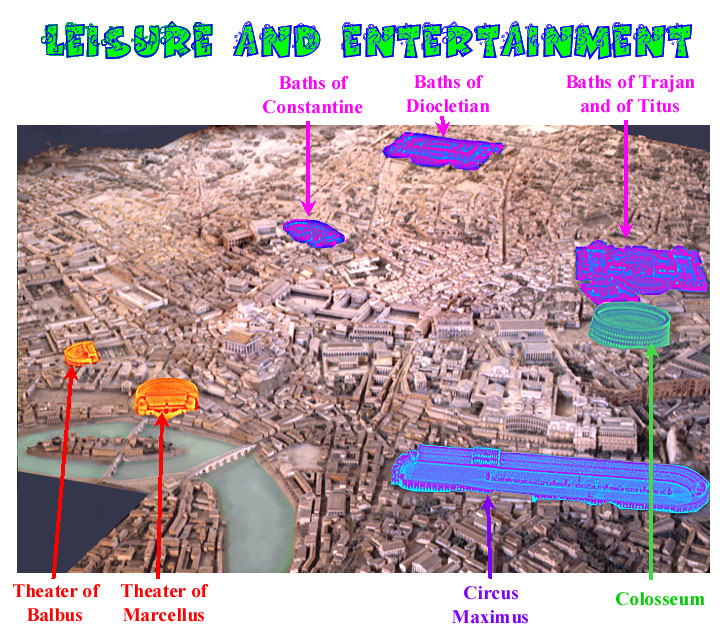 LEISURE AND ENTERTAINMENT
Baths of
Constantine
Baths of
Diocletian
Baths of Trajan
and of Titus
Theater of
Balbus
Theater of
Marcellus
Circus
Maximus
Colosseum